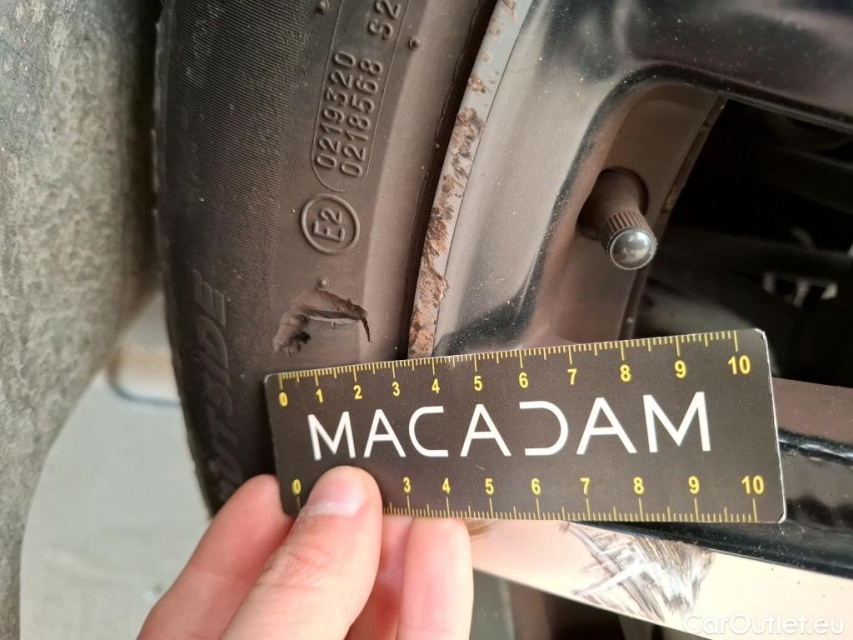 0219320
0218568 S2
E2
OUTSIDE
0 1 2 3 4 5 6 7 8 9 10
MACADAM
0 3 4 5 6 7 8 9 10
CarOutlet.eu